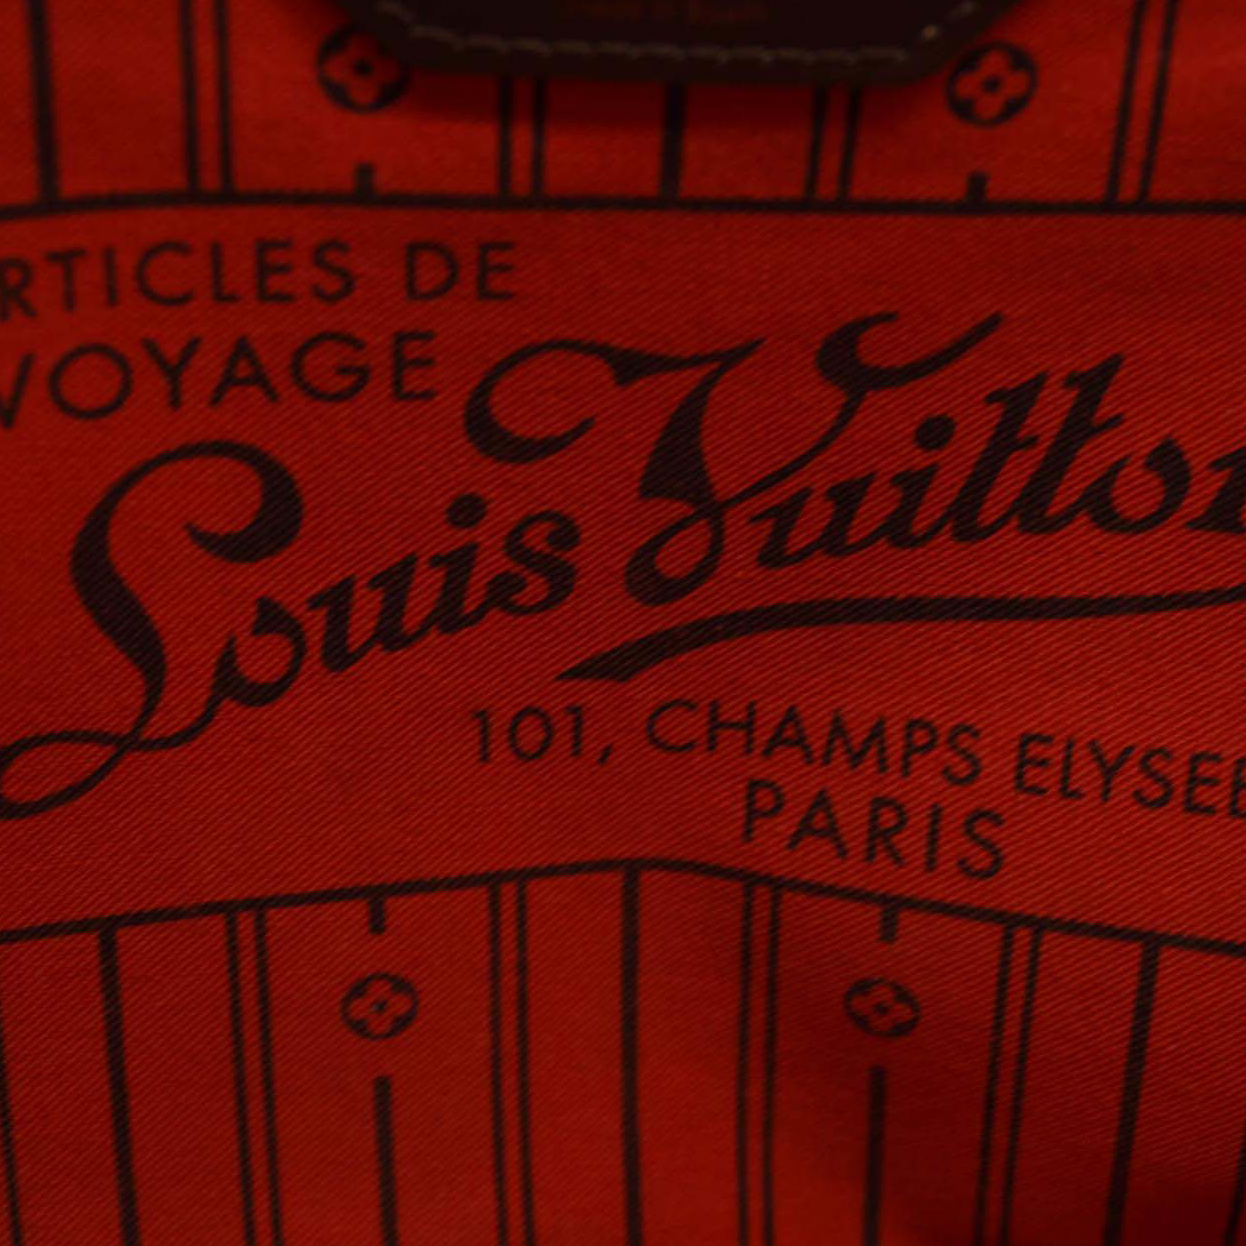 RTICLES DE
VOYAGE
Louis Vuitton
101, CHAMPS ELYSEE
PARIS